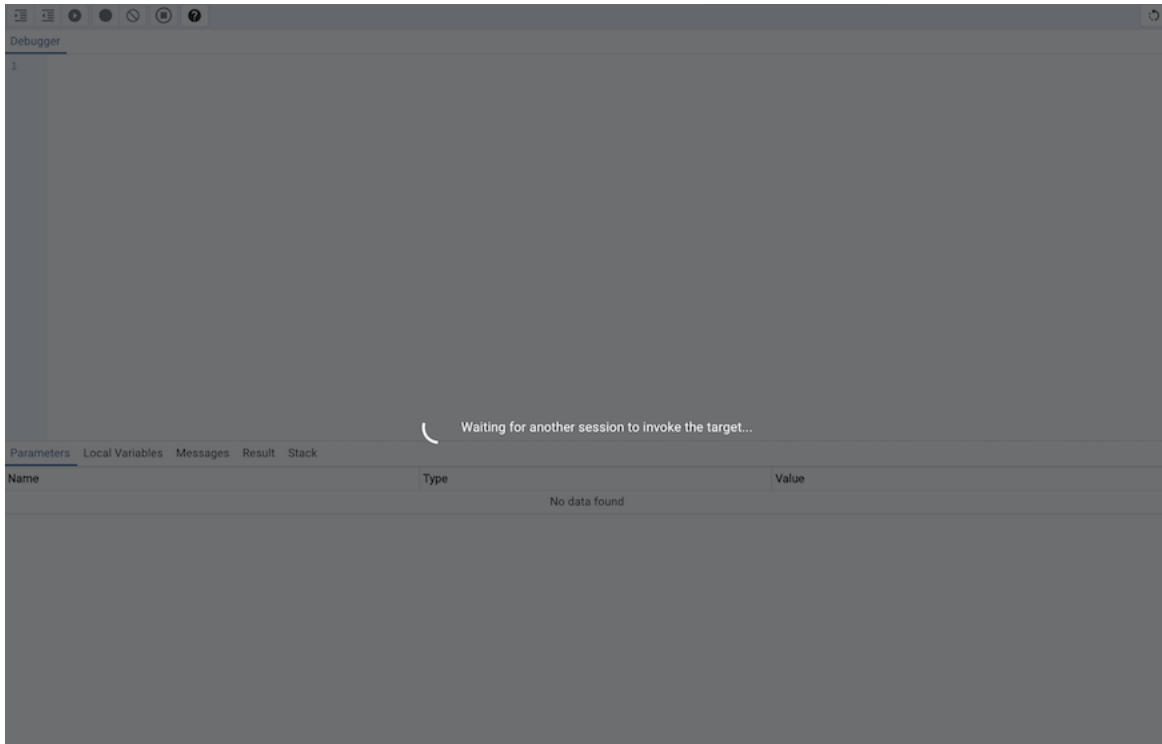 Debugger
1
Waiting for another session to invoke the target...
Parameters Local Variables Messages Result Stack
Name Type Value
No data found